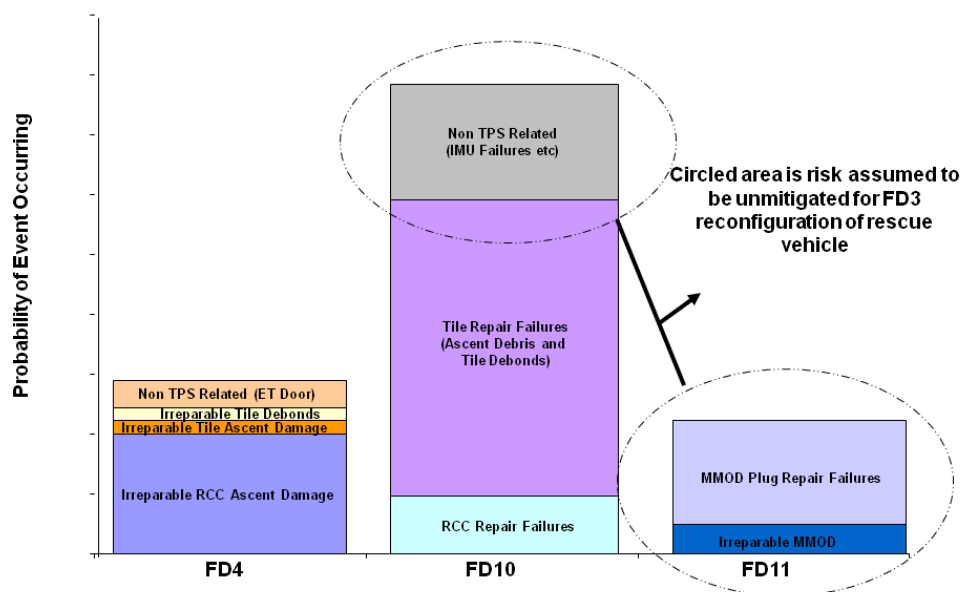 Probability of Event Occurring
Non TPS Related
(IMU Failures etc)
Circled area is risk assumed to
be unmitigated for FD3
reconfiguration of rescue
vehicle
Tile Repair Failures
(Ascent Debris and
Tile Debonds)
Non TPS Related (ET Door)
Irreparable Tile Debonds
Irreparable Tile Ascent Damage
Irreparable RCC Ascent Damage
RCC Repair Failures
MMOD Plug Repair Failures
Irreparable MMOD
FD4
FD10
FD11